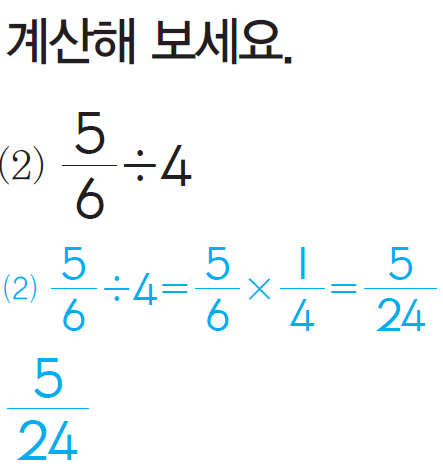 계산해 보세요.
(2) 5/6 ÷ 4
(2) 5/6 ÷ 4 = 5/6 × 1/4 = 5/24
5/24